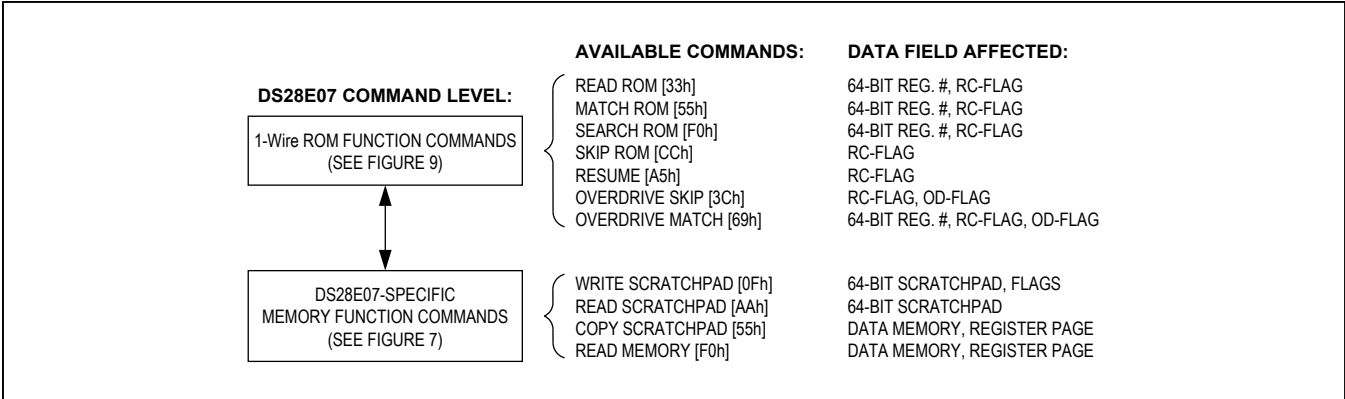 AVAILABLE COMMANDS: DATA FIELD AFFECTED:
DS28E07 COMMAND LEVEL:
1-Wire ROM FUNCTION COMMANDS
(SEE FIGURE 9)
READ ROM [33h] 64-BIT REG. #, RC-FLAG
MATCH ROM [55h] 64-BIT REG. #, RC-FLAG
SEARCH ROM [F0h] 64-BIT REG. #, RC-FLAG
SKIP ROM [CCh] RC-FLAG
RESUME [A5h] RC-FLAG
OVERDRIVE SKIP [3Ch] RC-FLAG, OD-FLAG
OVERDRIVE MATCH [69h] 64-BIT REG. #, RC-FLAG, OD-FLAG
DS28E07-SPECIFIC
MEMORY FUNCTION COMMANDS
(SEE FIGURE 7)
WRITE SCRATCHPAD [0Fh] 64-BIT SCRATCHPAD, FLAGS
READ SCRATCHPAD [AAh] 64-BIT SCRATCHPAD
COPY SCRATCHPAD [55h] DATA MEMORY, REGISTER PAGE
READ MEMORY [F0h] DATA MEMORY, REGISTER PAGE